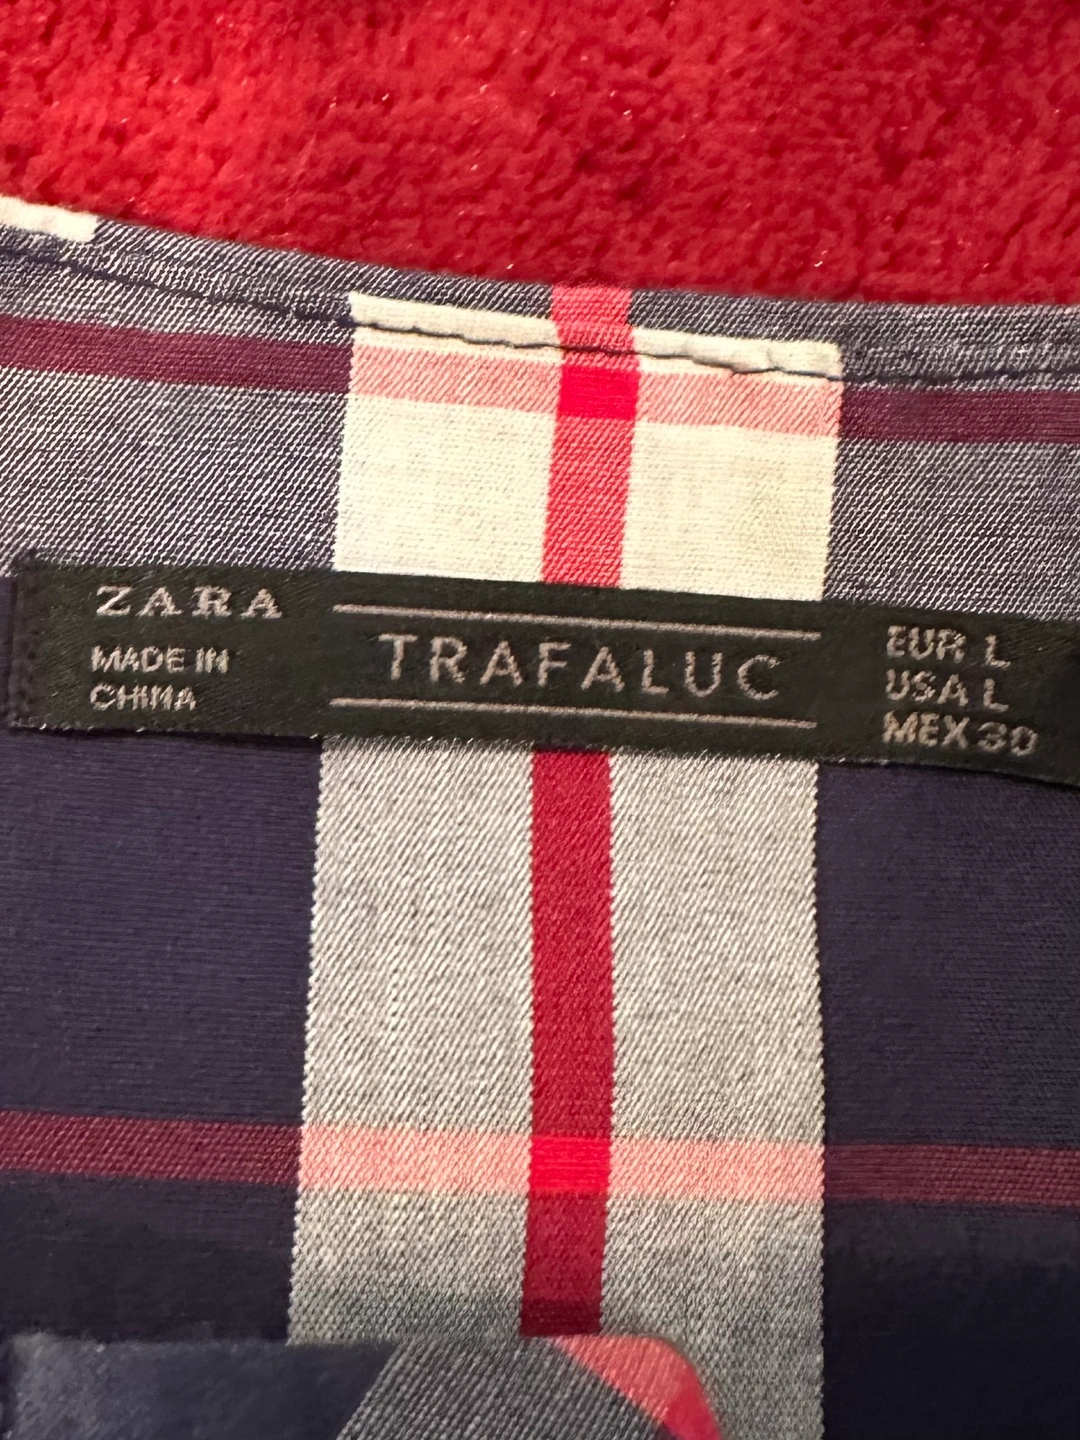 ZARA
MADE IN
CHINA
TRAFALUC
EUR L
USA L
MEX 30